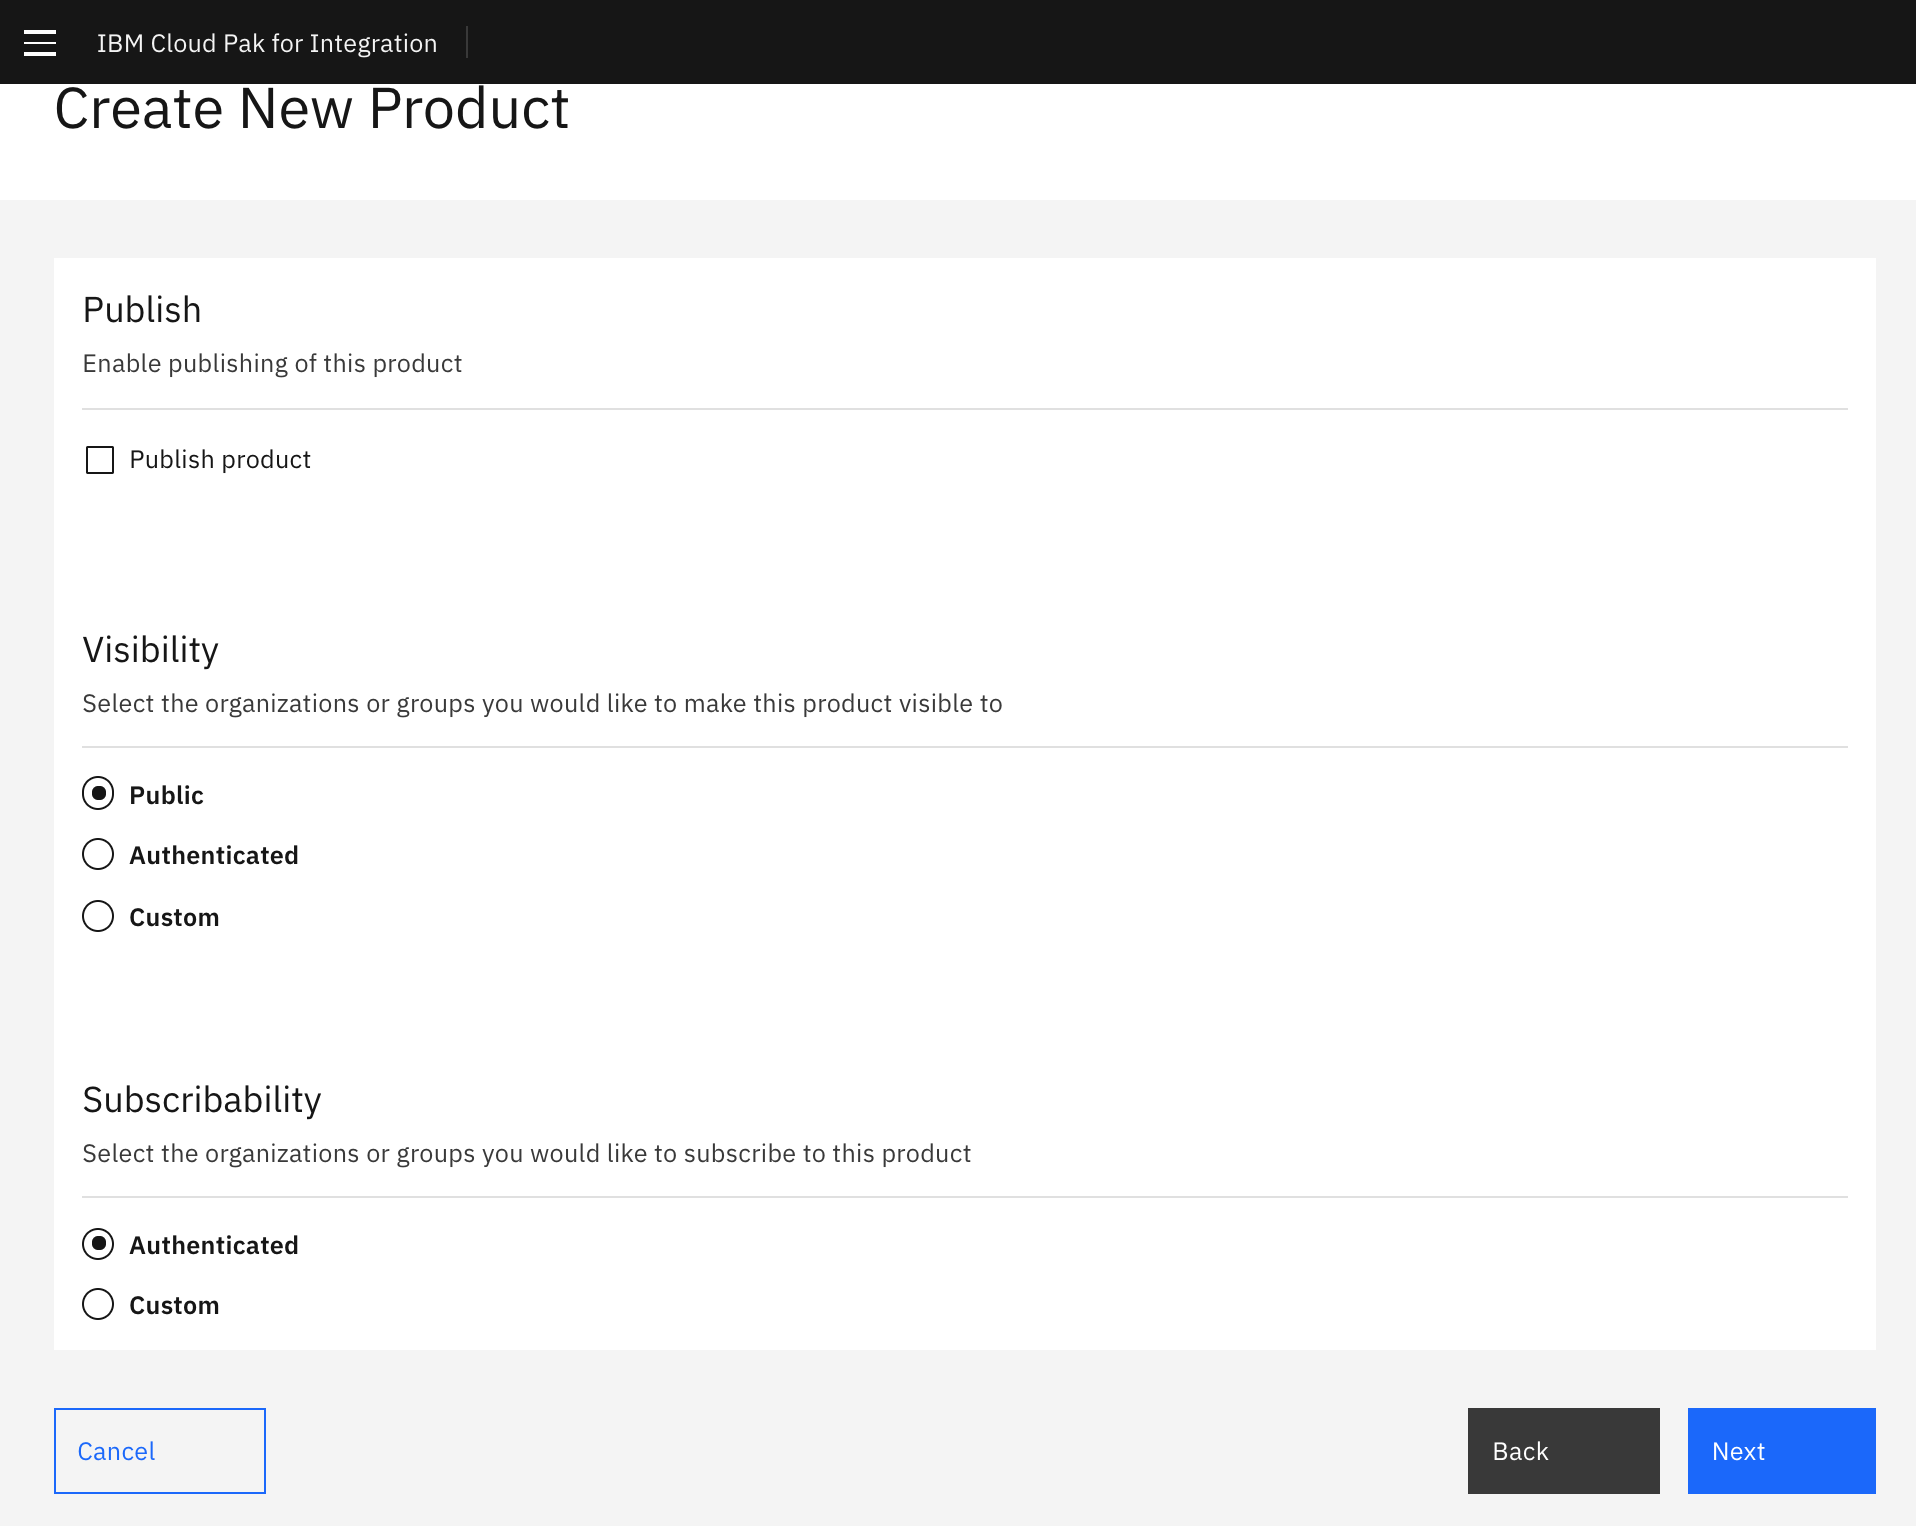 IBM Cloud Pak for Integration
Create New Product
Publish
Enable publishing of this product
Publish product
Visibility
Select the organizations or groups you would like to make this product visible to
Public
Authenticated
Custom
Subscribability
Select the organizations or groups you would like to subscribe to this product
Authenticated
Custom
Cancel
Back
Next